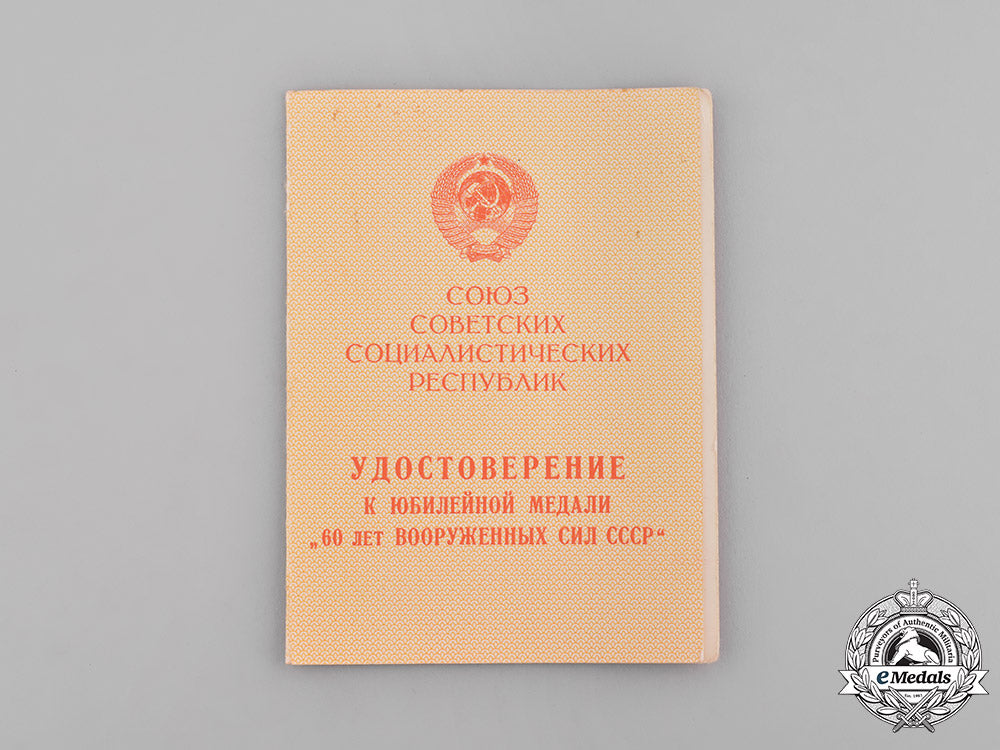 СОЮЗ
СОВЕТСКИХ
СОЦИАЛИСТИЧЕСКИХ
РЕСПУБЛИК
УДОСТОВЕРЕНИЕ
К ЮБИЛЕЙНОЙ МЕДАЛИ
„60 ЛЕТ ВООРУЖЕННЫХ СИЛ СССР“
Purveyors of Authentic Militaria
eMedals